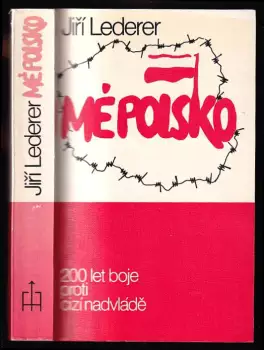 Jiří Lederer MÉ POLSKO
Jiří Lederer
MÉ POLSKO
200 let boje
proti
cizí nadvládě